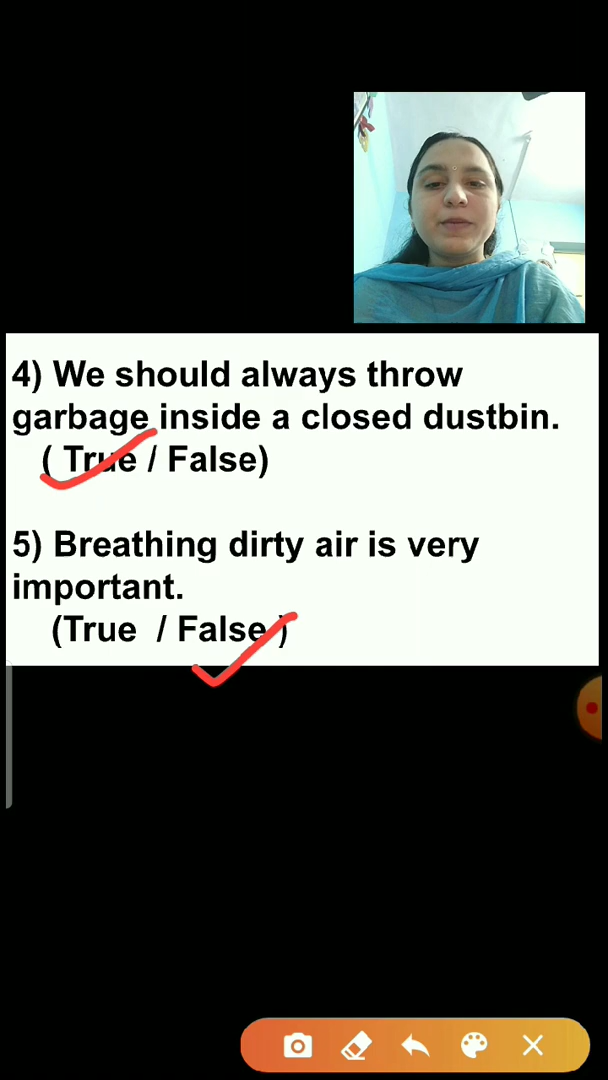 4) We should always throw
garbage inside a closed dustbin.
( True / False)
5) Breathing dirty air is very
important.
(True / False )